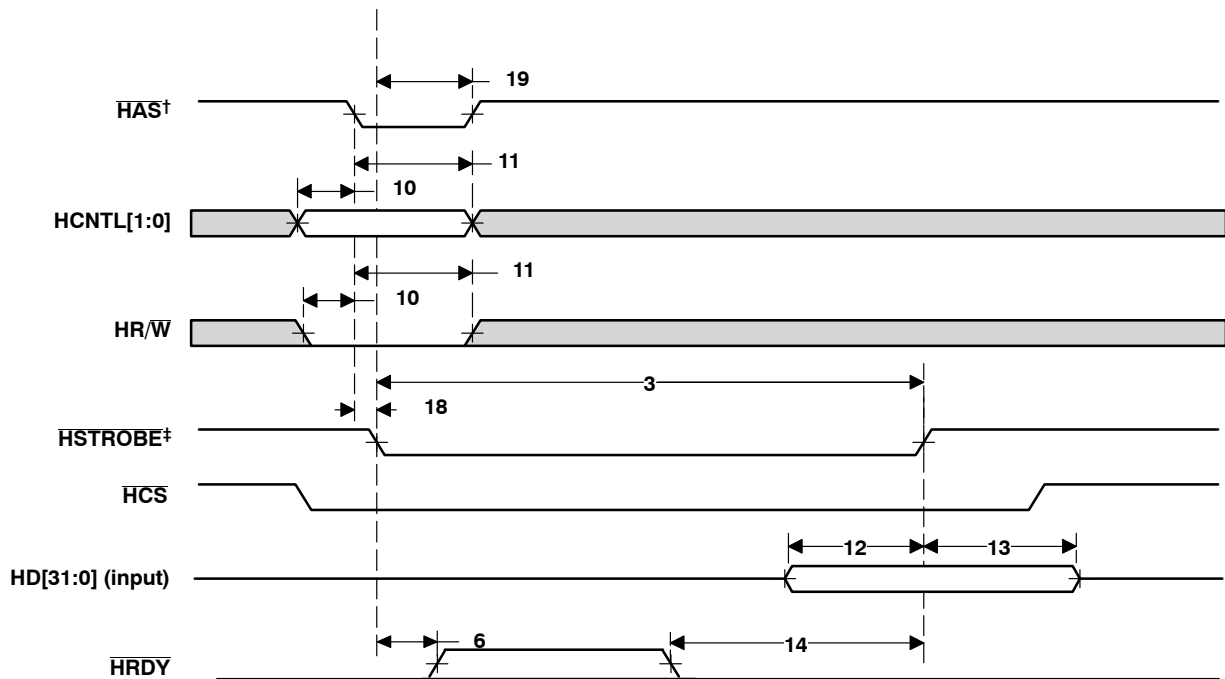 19
HAS†
11
10
HCNTL[1:0]
11
10
HR/W
3
18
HSTROBE‡
HCS
12
13
HD[31:0] (input)
6
14
HRDY